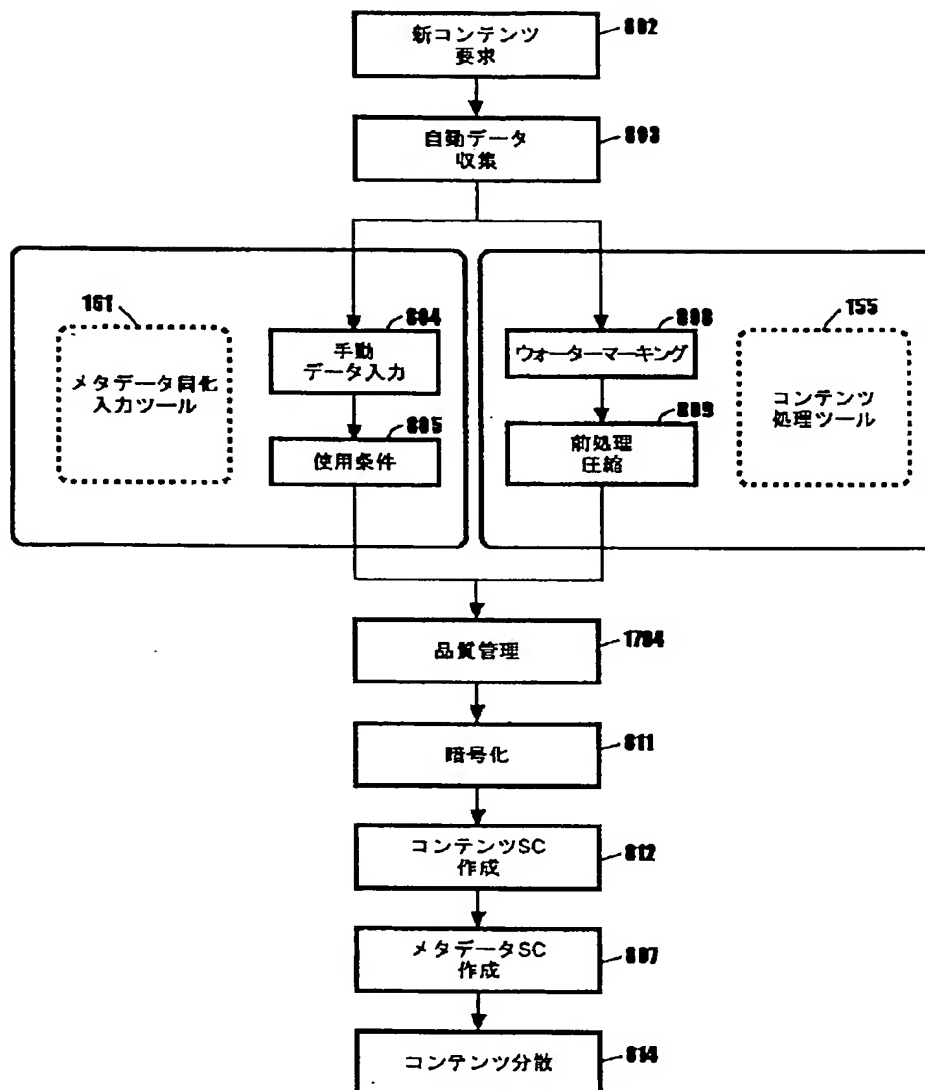 新コンテンツ
要求
802
自動データ
収集
803
161
メタデータ同化
入力ツール
804
手動
データ入力
805
使用条件
808
ウォーターマーキング
809
前処理
圧縮
155
コンテンツ
処理ツール
品質管理
1704
暗号化
811
コンテンツSC
作成
812
メタデータSC
作成
807
コンテンツ分散
814